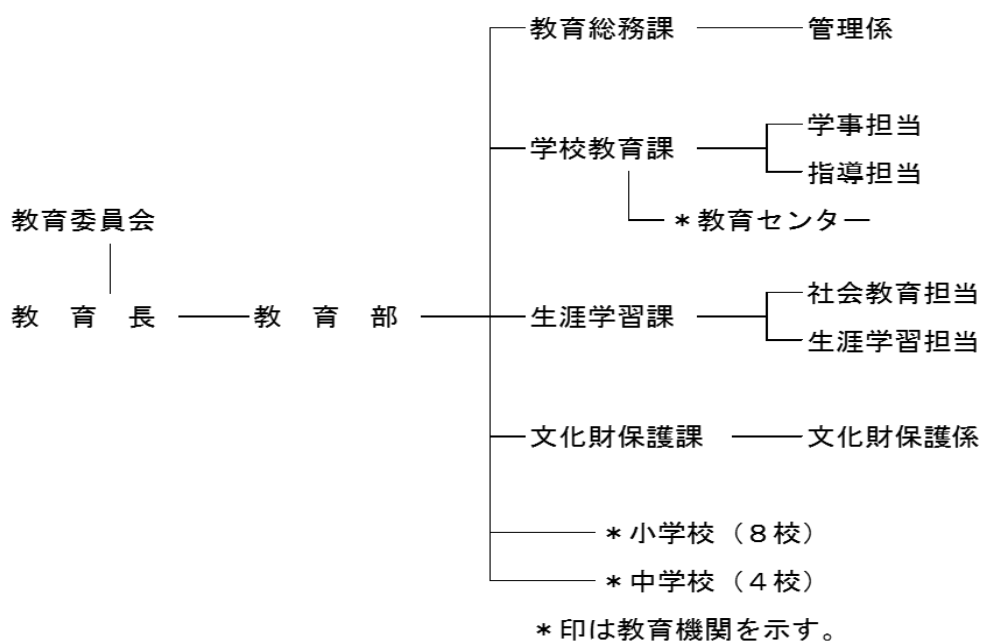 教育総務課 管理係
学事担当
学校教育課
指導担当
教育委員会 ＊教育センター
社会教育担当
教　育　長 教　育　部 生涯学習課
生涯学習担当
文化財保護課 文化財保護係
＊小学校（８校）
＊中学校（４校）
＊印は教育機関を示す。